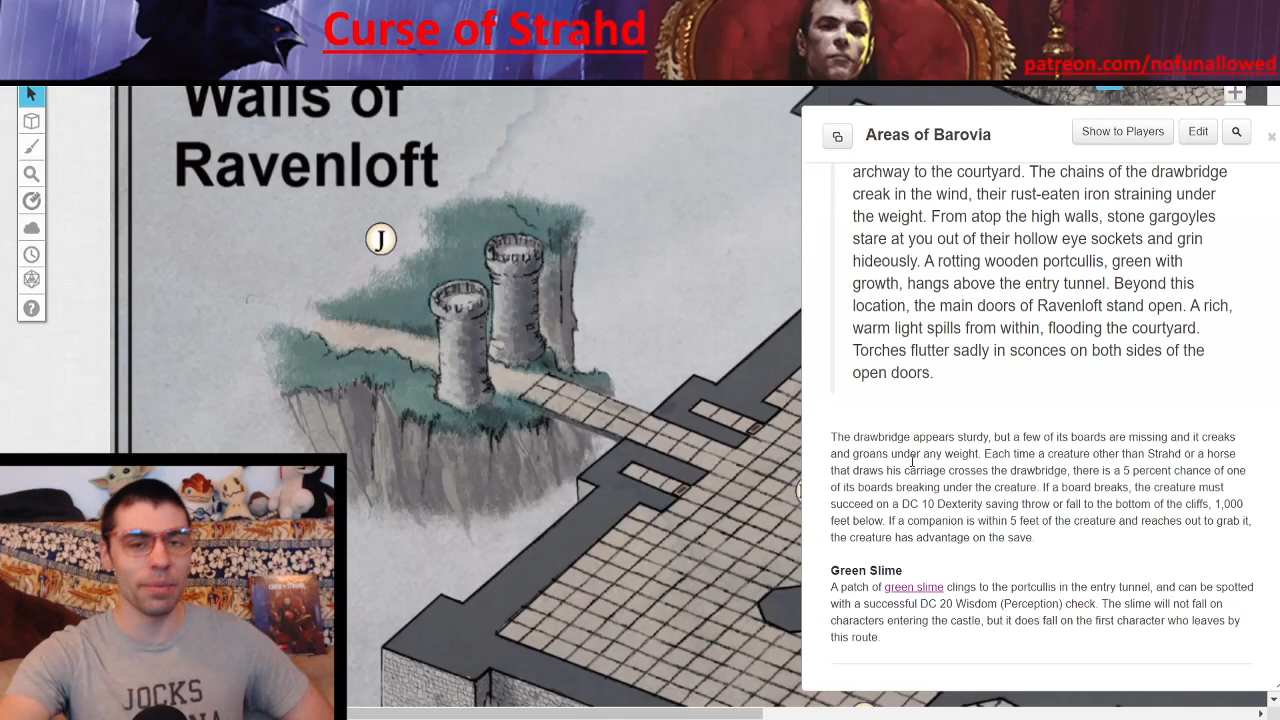 Curse of Strahd
patreon.com/nofunallowed
Walls of
Ravenloft
J
Areas of Barovia
Show to Players
Edit
archway to the courtyard. The chains of the drawbridge
creak in the wind, their rust-eaten iron straining under
the weight. From atop the high walls, stone gargoyles
stare at you out of their hollow eye sockets and grin
hideously. A rotting wooden portcullis, green with
growth, hangs above the entry tunnel. Beyond this
location, the main doors of Ravenloft stand open. A rich,
warm light spills from within, flooding the courtyard.
Torches flutter sadly in sconces on both sides of the
open doors.
The drawbridge appears sturdy, but a few of its boards are missing and it creaks
and groans under any weight. Each time a creature other than Strahd or a horse
that draws his carriage crosses the drawbridge, there is a 5 percent chance of one
of its boards breaking under the creature. If a board breaks, the creature must
succeed on a DC 10 Dexterity saving throw or fall to the bottom of the cliffs, 1,000
feet below. If a companion is within 5 feet of the creature and reaches out to grab it,
the creature has advantage on the save.
Green Slime
A patch of green slime clings to the portcullis in the entry tunnel, and can be spotted
with a successful DC 20 Wisdom (Perception) check. The slime will not fall on
characters entering the castle, but it does fall on the first character who leaves by
this route.
JOCKS